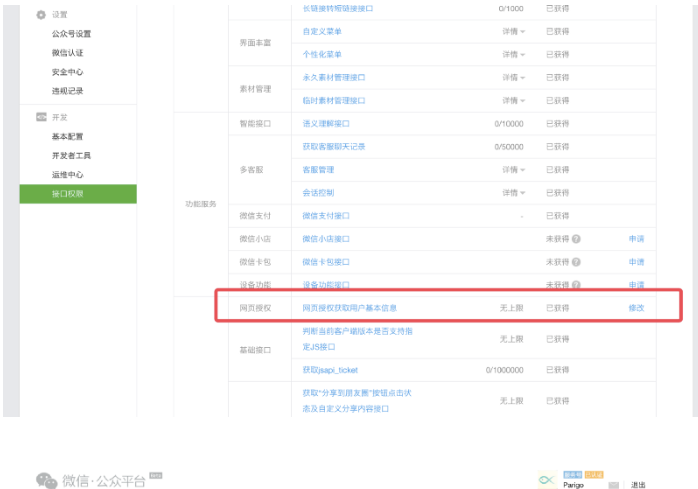 设置
公众号设置
微信认证
安全中心
违规记录
开发
基本配置
开发者工具
运维中心
接口权限
长链接转短链接接口 0/1000 已获得
界面丰富 自定义菜单 详情 已获得
个性化菜单 详情 已获得
素材管理 永久素材管理接口 详情 已获得
临时素材管理接口 详情 已获得
功能服务 智能接口 语义理解接口 0/10000 已获得
多客服 获取客服聊天记录 0/50000 已获得
客服管理 详情 已获得
会话控制 详情 已获得
微信支付 微信支付接口 - 已获得
微信小店 微信小店接口 未获得 ? 申请
微信卡包 微信卡包接口 未获得 ? 申请
设备功能 设备功能接口 未获得 ? 申请
网页授权 网页授权获取用户基本信息 无上限 已获得 修改
基础接口 判断当前客户端版本是否支持指
定JS接口 无上限 已获得
获取jsapi_ticket 0/1000000 已获得
获取“分享到朋友圈”按钮点击状
态及自定义分享内容接口 无上限 已获得
微信·公众平台
Parigo 退出